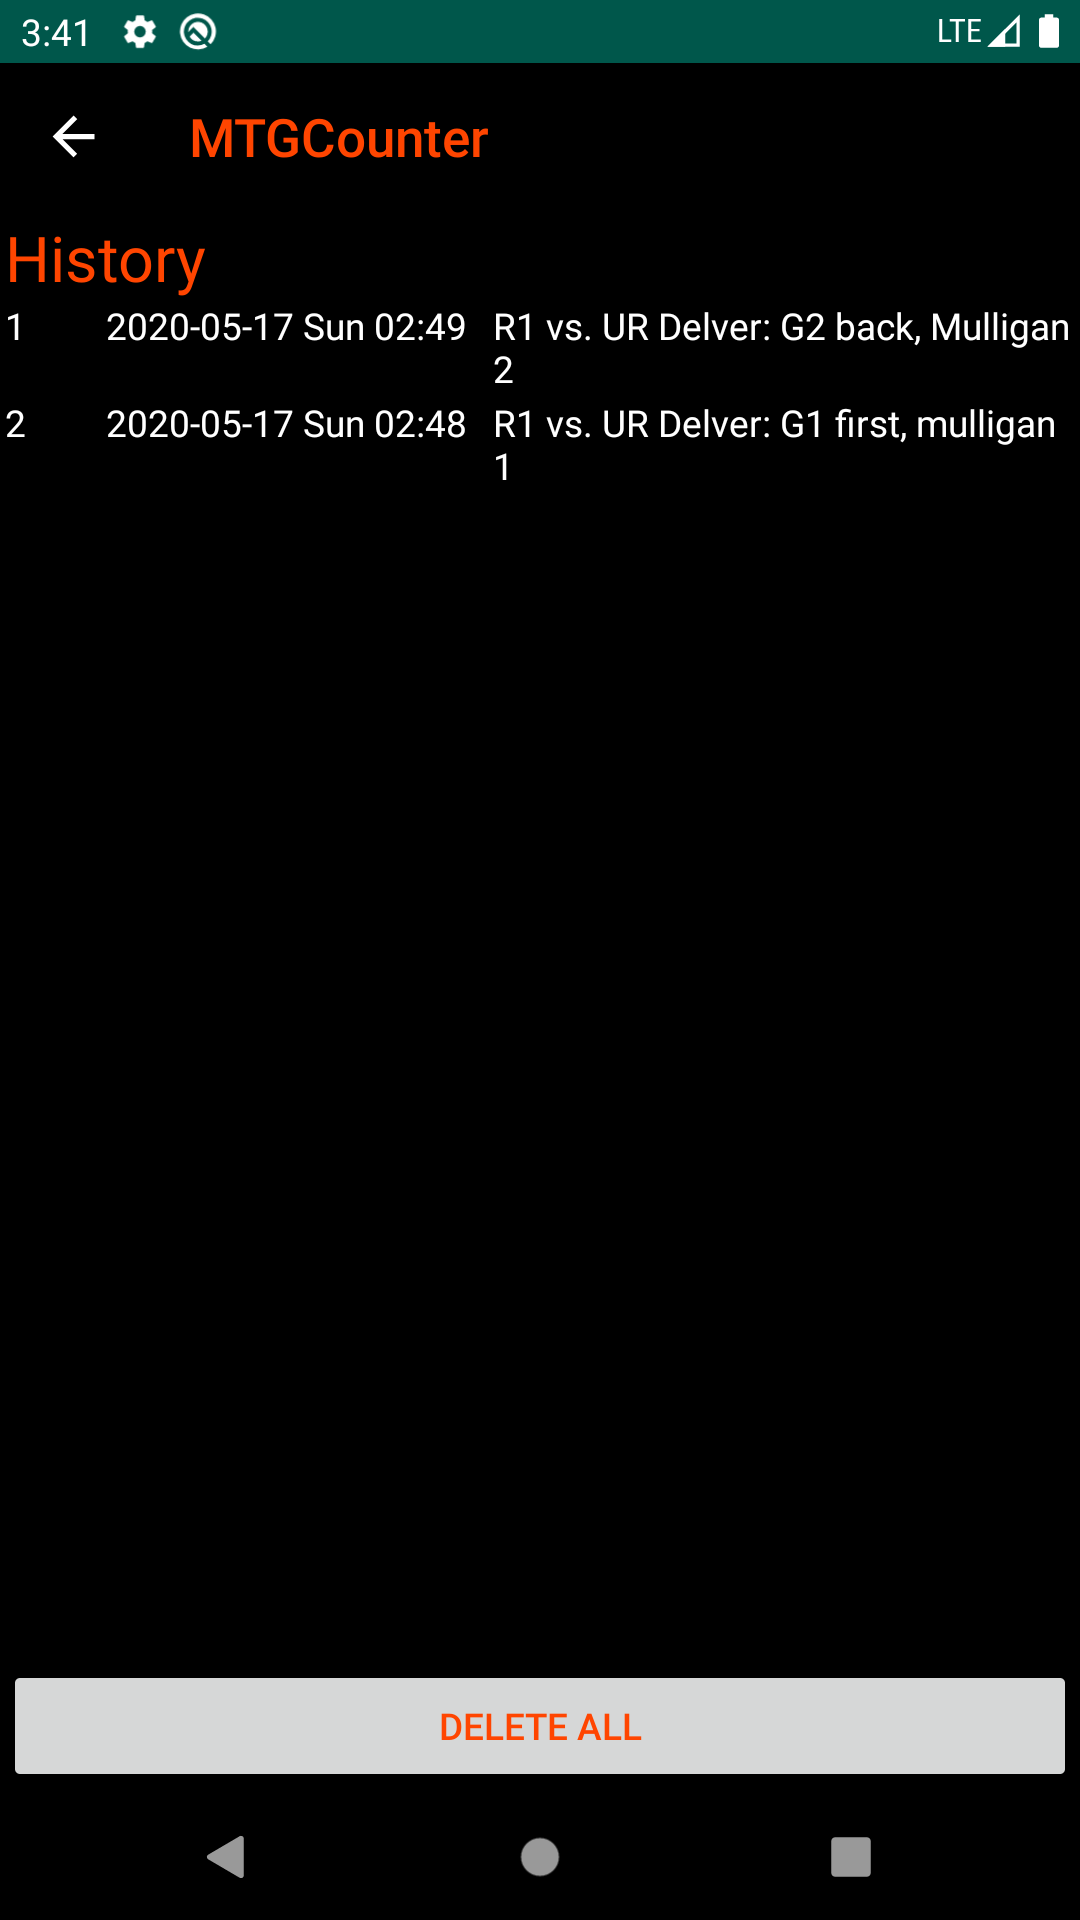 3:41 LTE
MTGCounter
History
1 2020-05-17 Sun 02:49 R1 vs. UR Delver: G2 back, Mulligan
2
2 2020-05-17 Sun 02:48 R1 vs. UR Delver: G1 first, mulligan
1
DELETE ALL